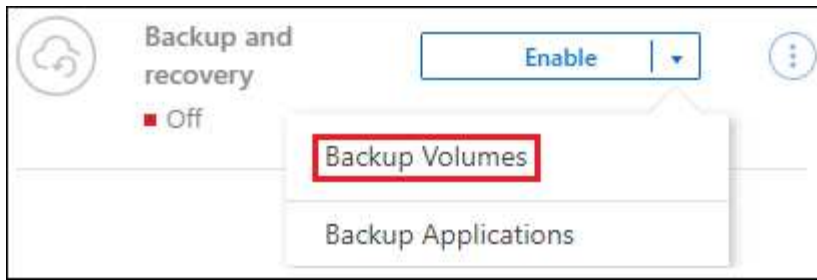 Backup and
recovery
Enable
Off
Backup Volumes
Backup Applications